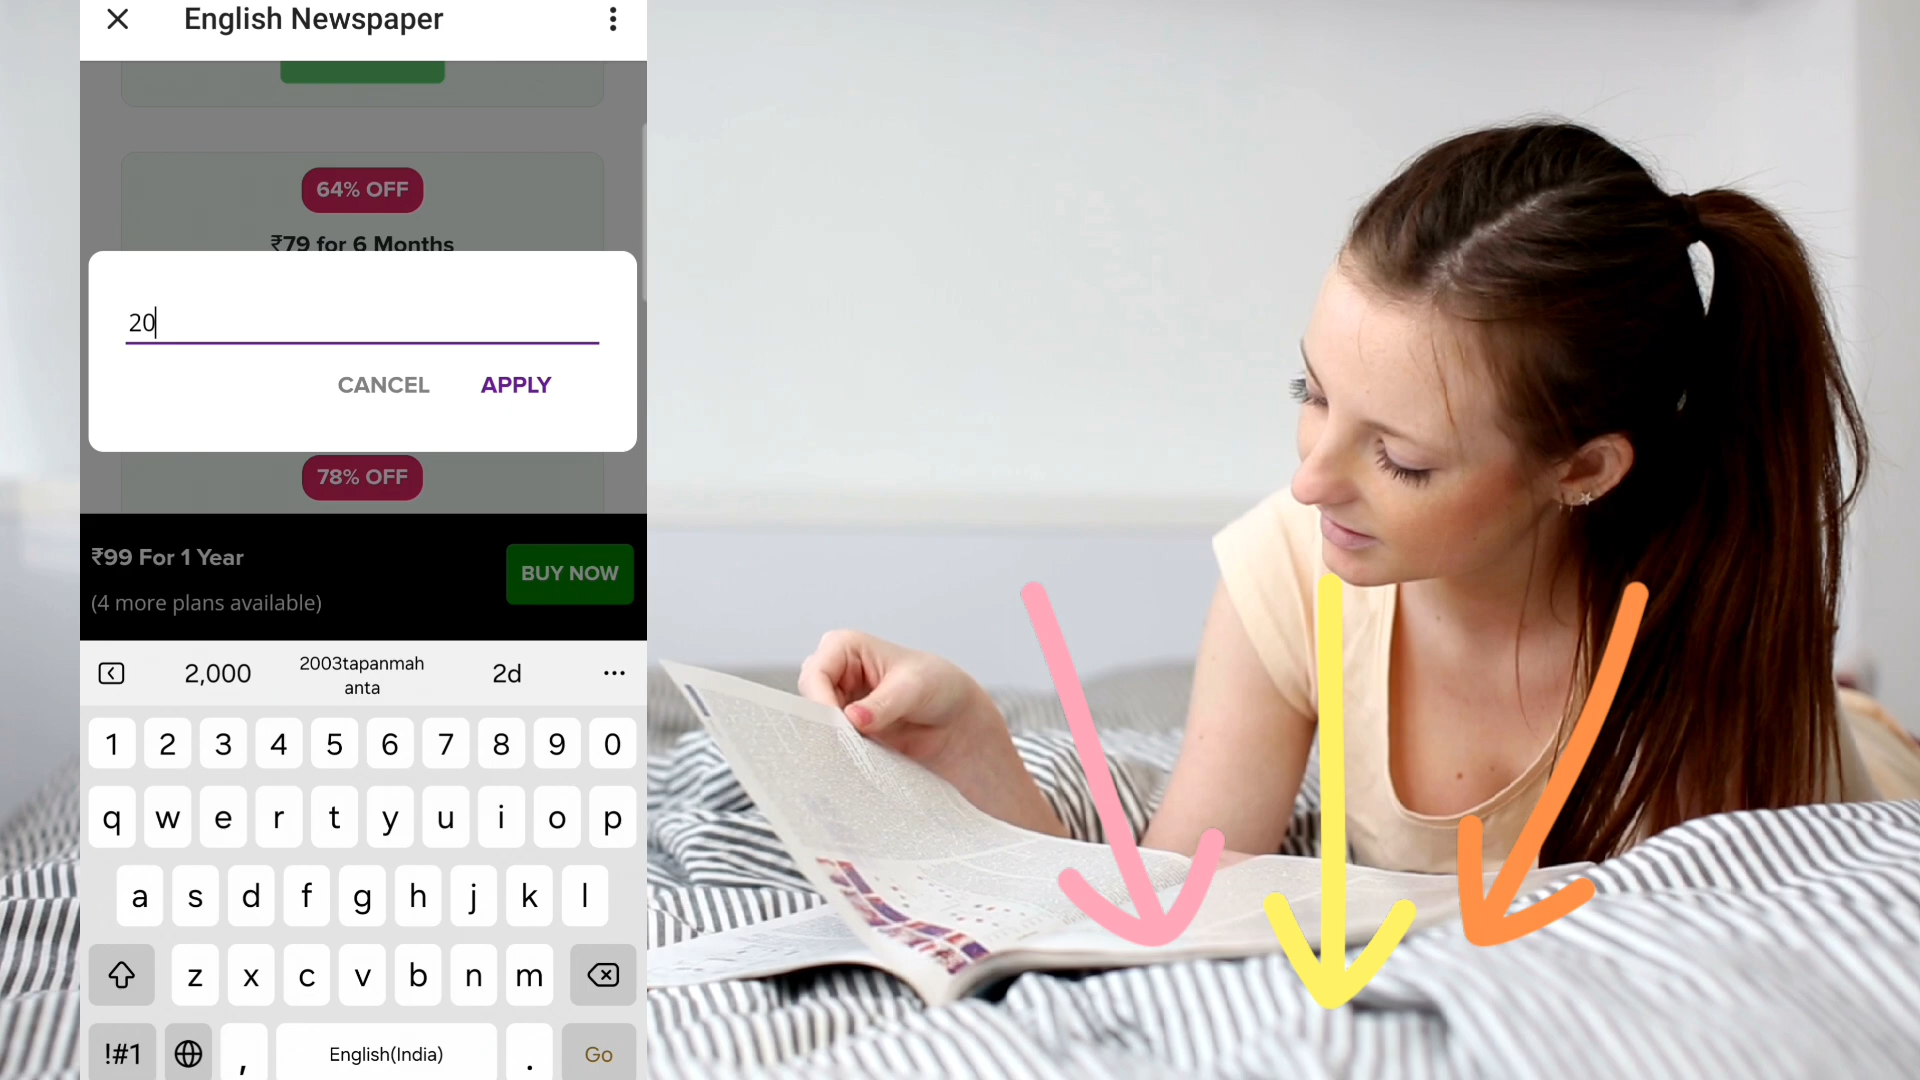 English Newspaper
64% OFF
₹79 for 6 Months
20
CANCEL APPLY
78% OFF
₹99 For 1 Year
BUY NOW
(4 more plans available)
2,000 2003tapanmah
anta 2d ...
1 2 3 4 5 6 7 8 9 0
q w e r t y u i o p
a s d f g h j k l
z x c v b n m
!#1 , English(India) . Go